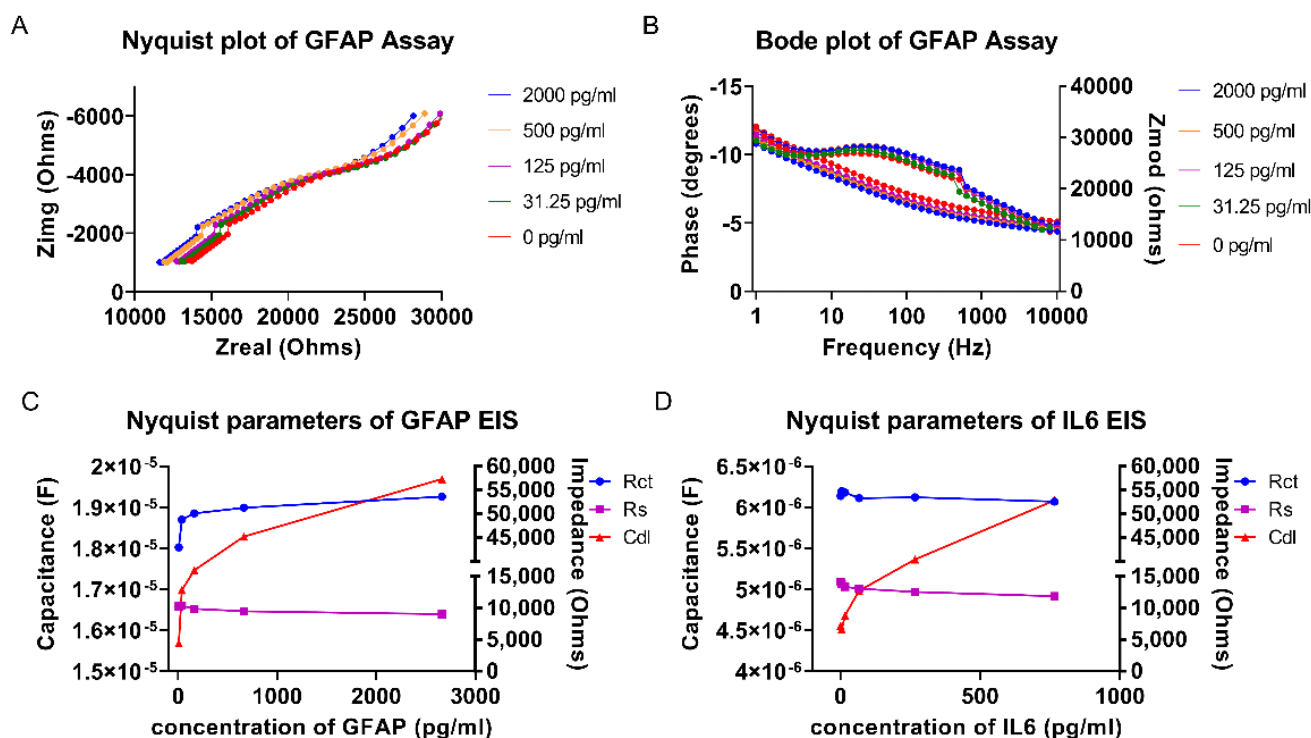 A
Nyquist plot of GFAP Assay
Zimg (Ohms)
-6000
-4000
-2000
0
10000 15000 20000 25000 30000
Zreal (Ohms)
2000 pg/ml
500 pg/ml
125 pg/ml
31.25 pg/ml
0 pg/ml
B
Bode plot of GFAP Assay
Phase (degrees)
-15
-10
-5
0
1 10 100 1000 10000
Frequency (Hz)
40000
30000
20000
10000
0
Zmod (ohms)
2000 pg/ml
500 pg/ml
125 pg/ml
31.25 pg/ml
0 pg/ml
C
Nyquist parameters of GFAP EIS
Capacitance (F)
2×10⁻⁵
1.9×10⁻⁵
1.8×10⁻⁵
1.7×10⁻⁵
1.6×10⁻⁵
1.5×10⁻⁵
0 1000 2000 3000
concentration of GFAP (pg/ml)
60,000
55,000
50,000
45,000
15,000
10,000
5,000
0
Impedance (Ohms)
Rct
Rs
Cdl
D
Nyquist parameters of IL6 EIS
Capacitance (F)
6.5×10⁻⁶
6×10⁻⁶
5.5×10⁻⁶
5×10⁻⁶
4.5×10⁻⁶
4×10⁻⁶
0 500 1000
concentration of IL6 (pg/ml)
60,000
55,000
50,000
45,000
15,000
10,000
5,000
0
Impedance (Ohms)
Rct
Rs
Cdl